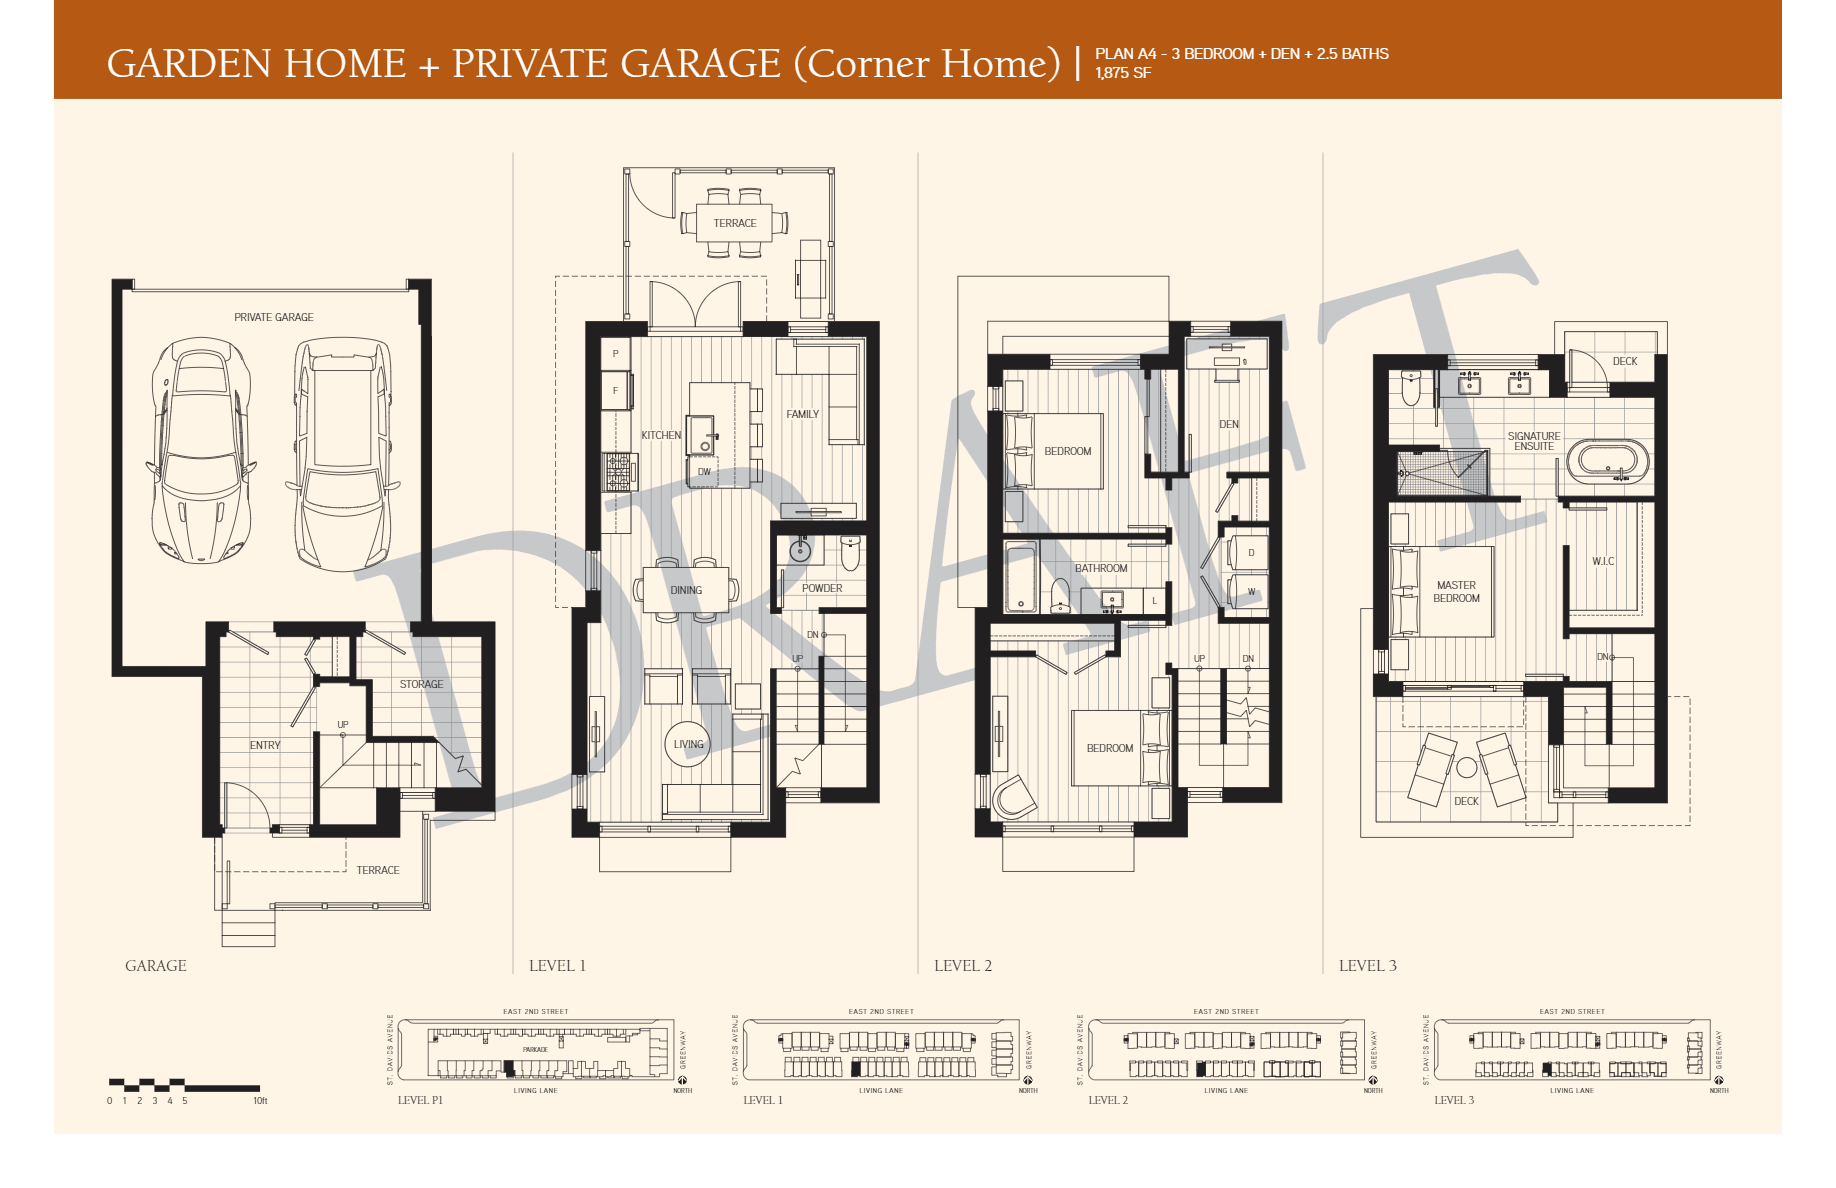 GARDEN HOME + PRIVATE GARAGE (Corner Home) | PLAN A4 - 3 BEDROOM + DEN + 2.5 BATHS
1,875 SF
PRIVATE GARAGE
STORAGE
UP
ENTRY
TERRACE
GARAGE
TERRACE
P
F
KITCHEN
FAMILY
DW
DINING
POWDER
DN
UP
LIVING
LEVEL 1
BEDROOM
DEN
BATHROOM
D
W
L
UP
DN
BEDROOM
LEVEL 2
DECK
SIGNATURE
ENSUITE
W.I.C
MASTER
BEDROOM
DN
DECK
LEVEL 3
DRAFT
0 1 2 3 4 5 10ft
EAST 2ND STREET
ST. DAVIDS AVENUE
PARKADE
GREENWAY
LIVING LANE
NORTH
LEVEL P1
EAST 2ND STREET
ST. DAVIDS AVENUE
GREENWAY
LIVING LANE
NORTH
LEVEL 1
EAST 2ND STREET
ST. DAVIDS AVENUE
GREENWAY
LIVING LANE
NORTH
LEVEL 2
EAST 2ND STREET
ST. DAVIDS AVENUE
GREENWAY
LIVING LANE
NORTH
LEVEL 3